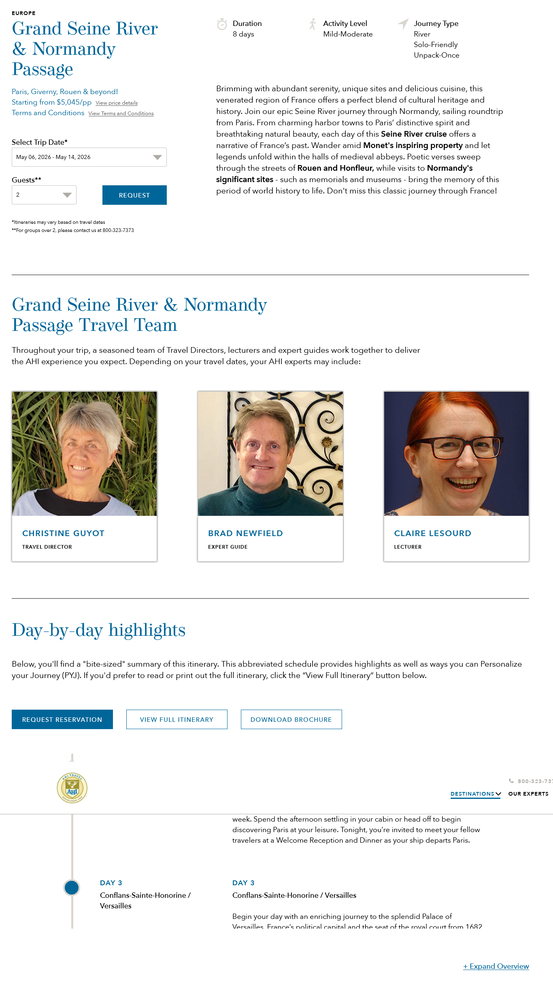 EUROPE
Grand Seine River
& Normandy
Passage
Paris, Giverny, Rouen & beyond!
Starting from $5,045/pp View price details
Terms and Conditions View Terms and Conditions
Select Trip Date*
May 06, 2026 - May 14, 2026
Guests**
2
REQUEST
*Itineraries may vary based on travel dates
**For groups over 2, please contact us at 800-323-7373
Duration
8 days
Activity Level
Mild-Moderate
Journey Type
River
Solo-Friendly
Unpack-Once
Brimming with abundant serenity, unique sites and delicious cuisine, this
venerated region of France offers a perfect blend of cultural heritage and
history. Join our epic Seine River journey through Normandy, sailing roundtrip
from Paris. From charming harbor towns to Paris’ distinctive spirit and
breathtaking natural beauty, each day of this Seine River cruise offers a
narrative of France’s past. Wander amid Monet's inspiring property and let
legends unfold within the halls of medieval abbeys. Poetic verses sweep
through the streets of Rouen and Honfleur, while visits to Normandy's
significant sites - such as memorials and museums - bring the memory of this
period of world history to life. Don't miss this classic journey through France!
Grand Seine River & Normandy
Passage Travel Team
Throughout your trip, a seasoned team of Travel Directors, lecturers and expert guides work together to deliver
the AHI experience you expect. Depending on your travel dates, your AHI experts may include:
CHRISTINE GUYOT
TRAVEL DIRECTOR
BRAD NEWFIELD
EXPERT GUIDE
CLAIRE LESOURD
LECTURER
Day-by-day highlights
Below, you'll find a "bite-sized" summary of this itinerary. This abbreviated schedule provides highlights as well as ways you can Personalize
your Journey (PYJ). If you'd prefer to read or print out the full itinerary, click the “View Full Itinerary“ button below.
REQUEST RESERVATION
VIEW FULL ITINERARY
DOWNLOAD BROCHURE
AHI TRAVEL
AHI
ESTABLISHED 1962
800-323-737
DESTINATIONS
OUR EXPERTS
week. Spend the afternoon settling in your cabin or head off to begin
discovering Paris at your leisure. Tonight, you’re invited to meet your fellow
travelers at a Welcome Reception and Dinner as your ship departs Paris.
DAY 3
Conflans-Sainte-Honorine /
Versailles
DAY 3
Conflans-Sainte-Honorine / Versailles
Begin your day with an enriching journey to the splendid Palace of
Versailles, France’s political capital and the seat of the royal court from 1682
+ Expand Overview